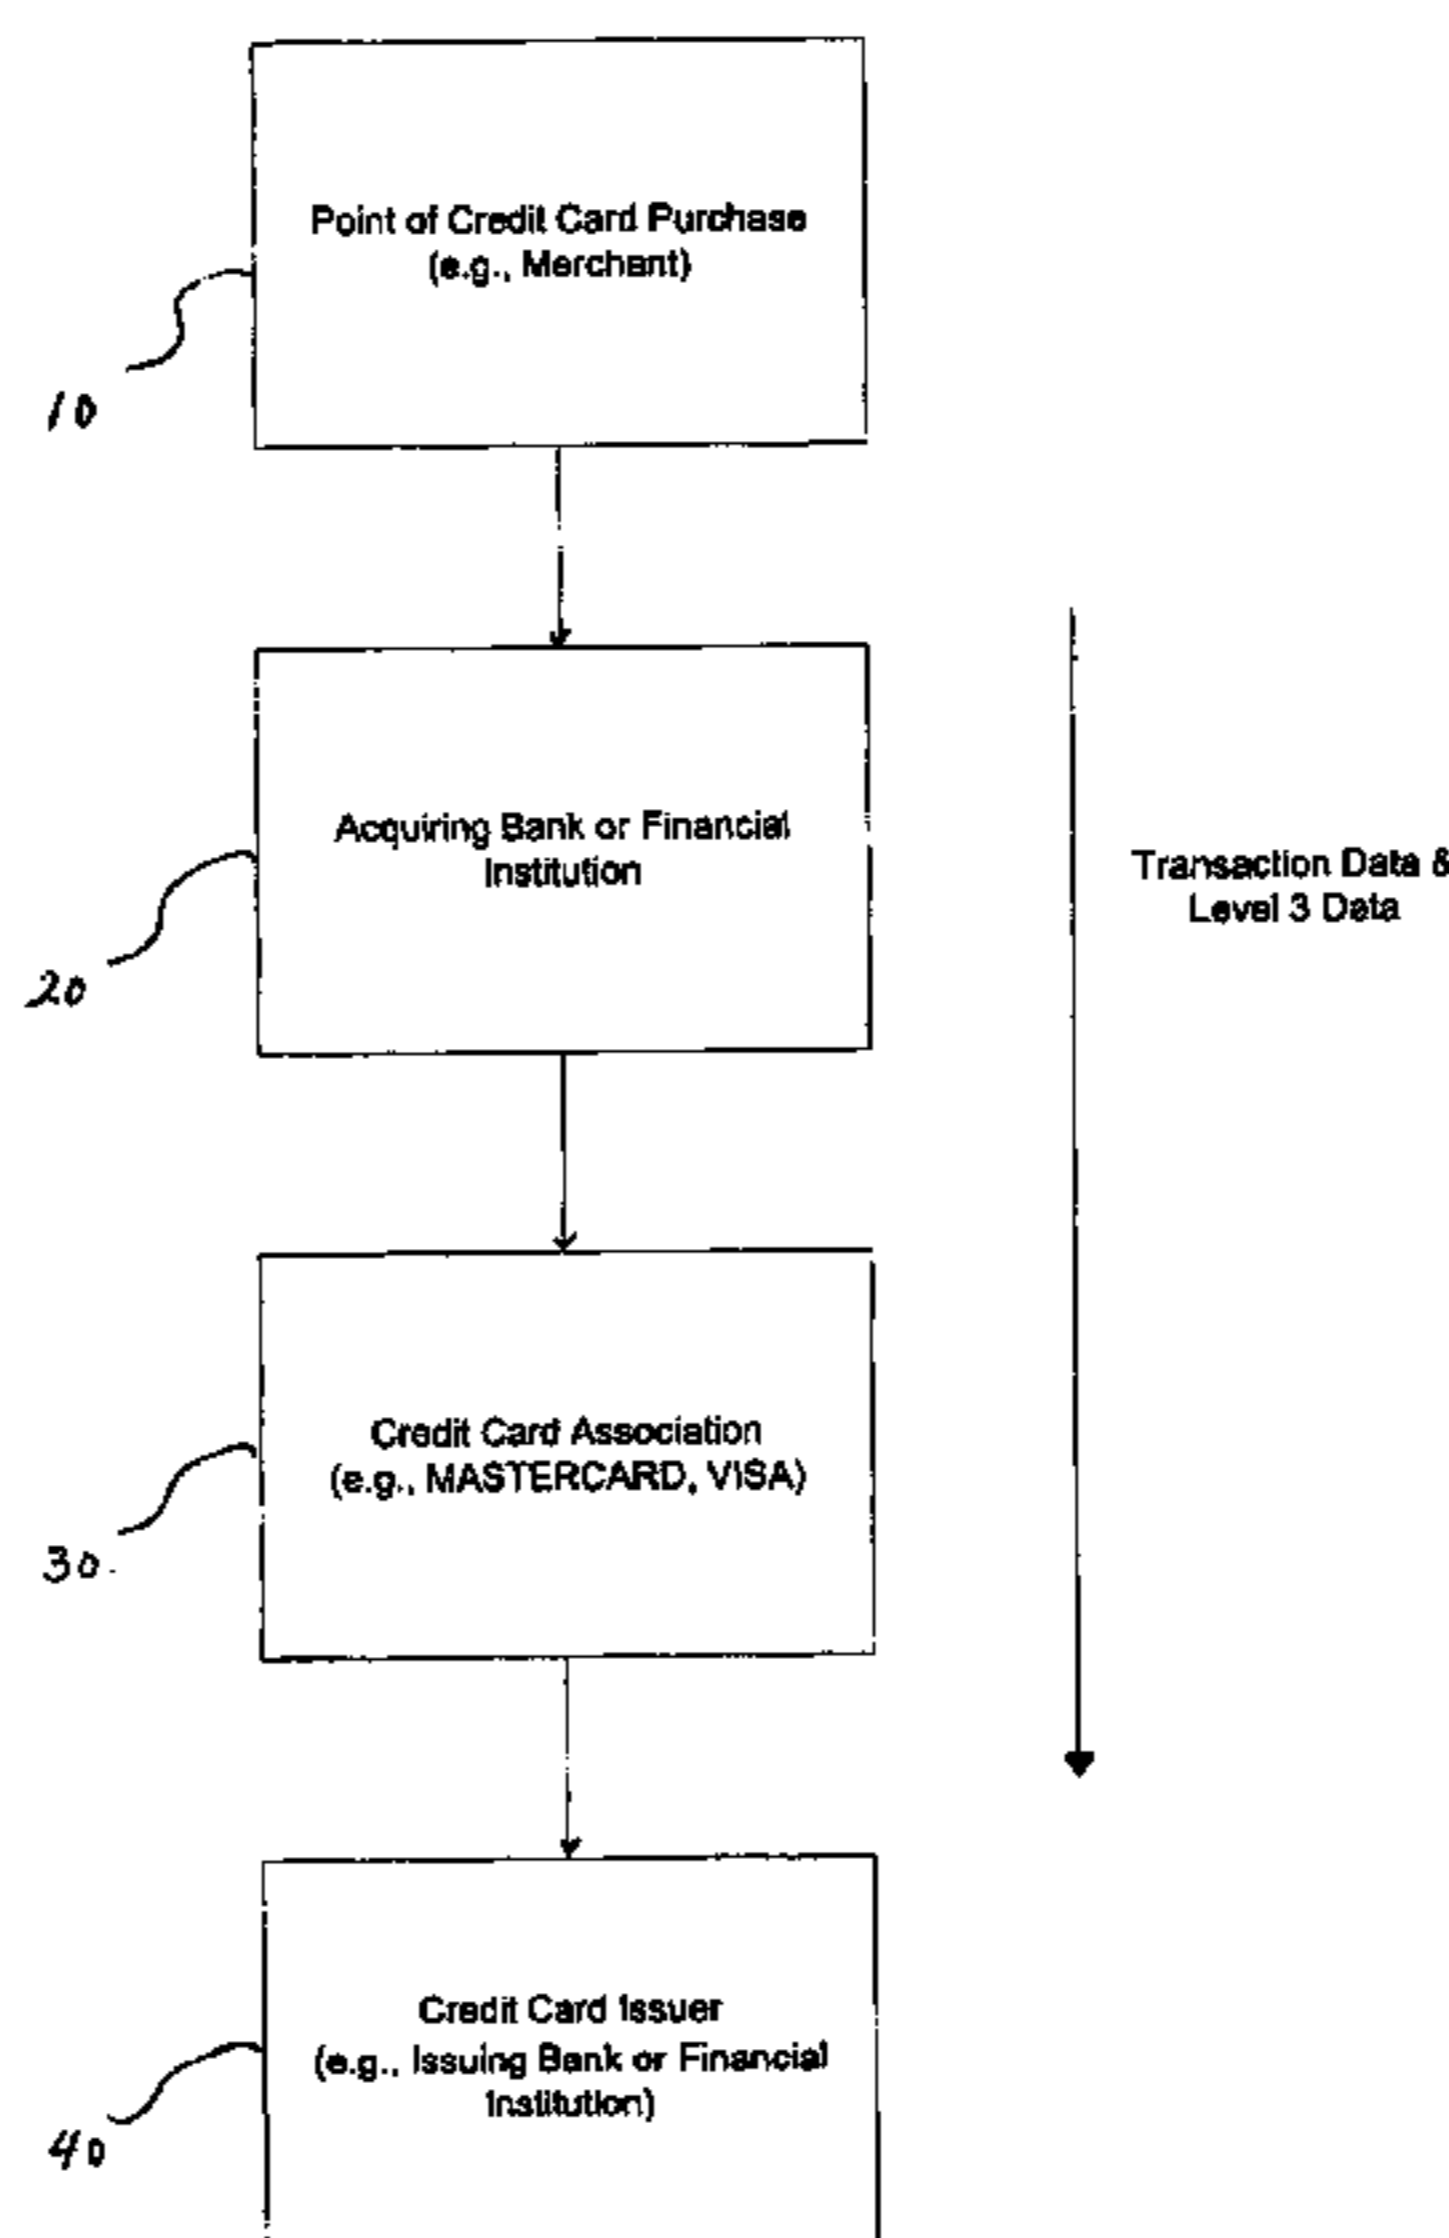 Point of Credit Card Purchase
(e.g., Merchant)
10
Acquiring Bank or Financial
Institution
20
Transaction Data &
Level 3 Data
Credit Card Association
(e.g., MASTERCARD, VISA)
30
Credit Card Issuer
(e.g., Issuing Bank or Financial
Institution)
40